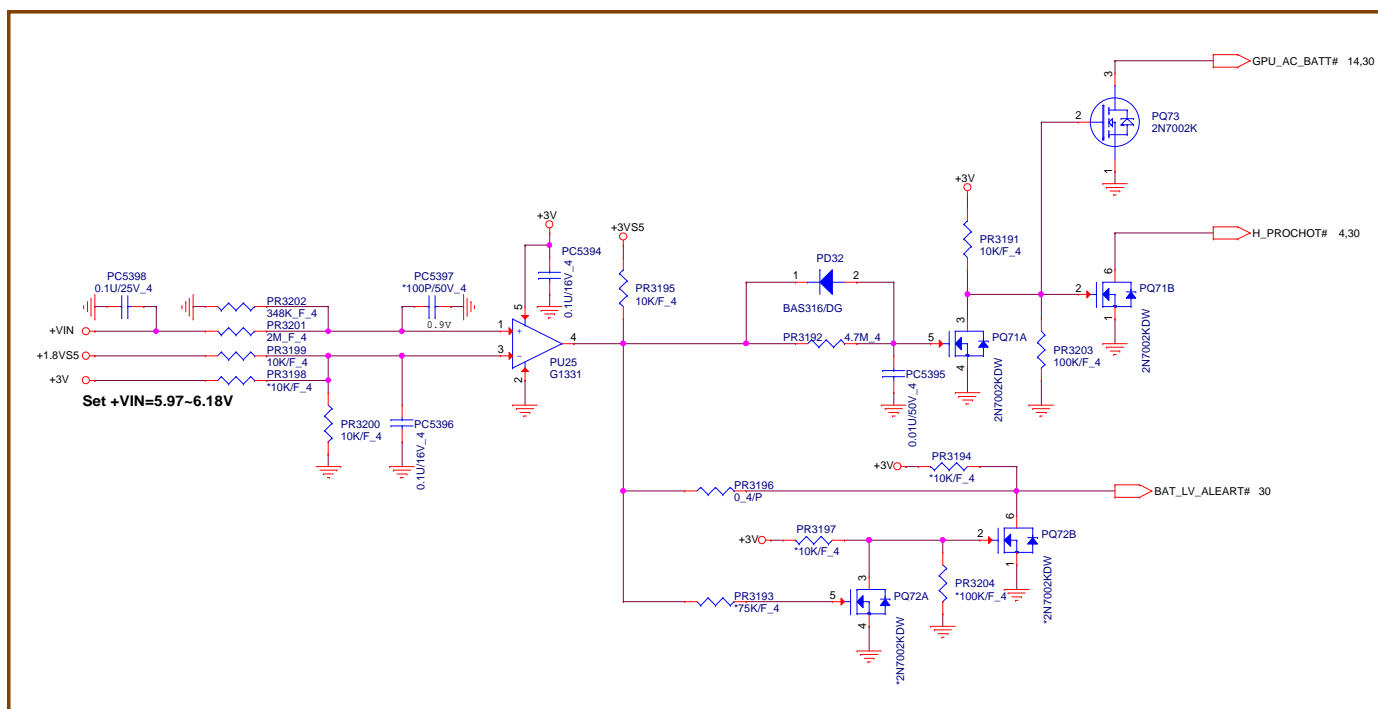 GPU_AC_BATT# 14,30
3
2
PQ73
2N7002K
1
+3V
H_PROCHOT# 4,30
+3V
+3VS5
PR3191
10K/F_4
6
PC5394
0.1U/16V_4
PC5398
0.1U/25V_4
PC5397
*100P/50V_4
PR3195
10K/F_4
PD32
1
2
BAS316/DG
2
PQ71B
1
2N7002KDW
PR3202
348K_F_4
5
0.9V
+VIN
PR3201
2M_F_4
1
+
4
PR3192
4.7M_4
5
3
PQ71A
4
2N7002KDW
PR3203
100K/F_4
+1.8VS5
PR3199
10K/F_4
3
-
PU25
G1331
2
PC5395
0.01U/50V_4
+3V
PR3198
*10K/F_4
Set +VIN=5.97~6.18V
PR3200
10K/F_4
PC5396
0.1U/16V_4
+3V
PR3194
*10K/F_4
PR3196
0_4/P
BAT_LV_ALEART# 30
6
+3V
PR3197
*10K/F_4
2
PQ72B
1
*2N7002KDW
3
PR3193
*75K/F_4
5
PQ72A
4
*2N7002KDW
PR3204
*100K/F_4